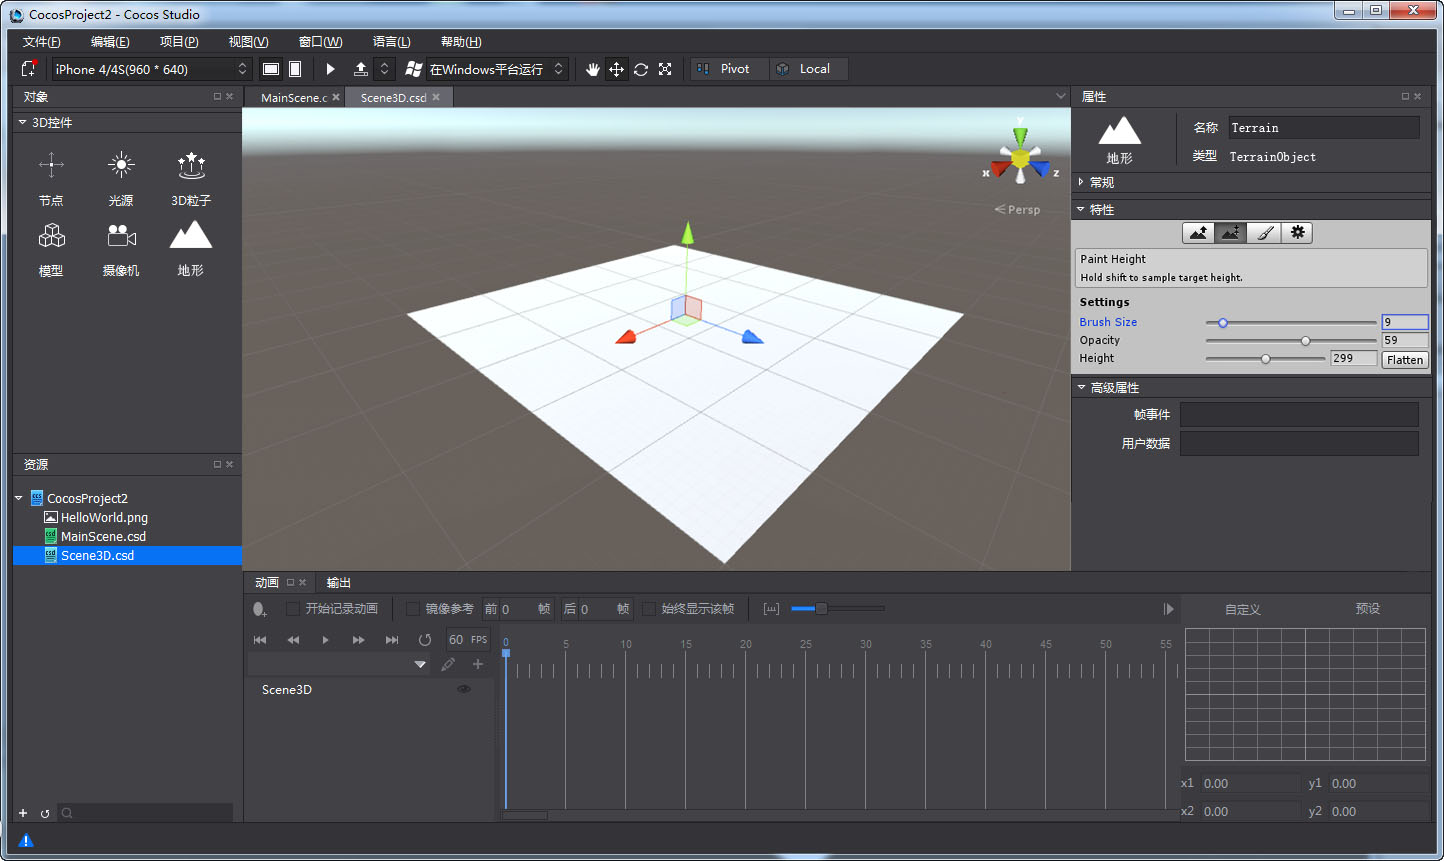 CocosProject2 - Cocos Studio
文件(F) 编辑(E) 项目(P) 视图(V) 窗口(W) 语言(L) 帮助(H)
iPhone 4/4S(960 * 640) 在Windows平台运行 Pivot Local
对象
3D控件
节点 光源 3D粒子
模型 摄像机 地形
资源
CocosProject2
HelloWorld.png
MainScene.csd
Scene3D.csd
MainScene.c Scene3D.csd
y
x z
Persp
属性
地形
名称 Terrain
类型 TerrainObject
常规
特性
Paint Height
Hold shift to sample target height.
Settings
Brush Size 9
Opacity 59
Height 299 Flatten
高级属性
帧事件
用户数据
动画 输出
开始记录动画 镜像参考 前 0 帧 后 0 帧 始终显示该帧
60 FPS
0 5 10 15 20 25 30 35 40 45 50 55
Scene3D
自定义 预设
x1 0.00 y1 0.00
x2 0.00 y2 0.00